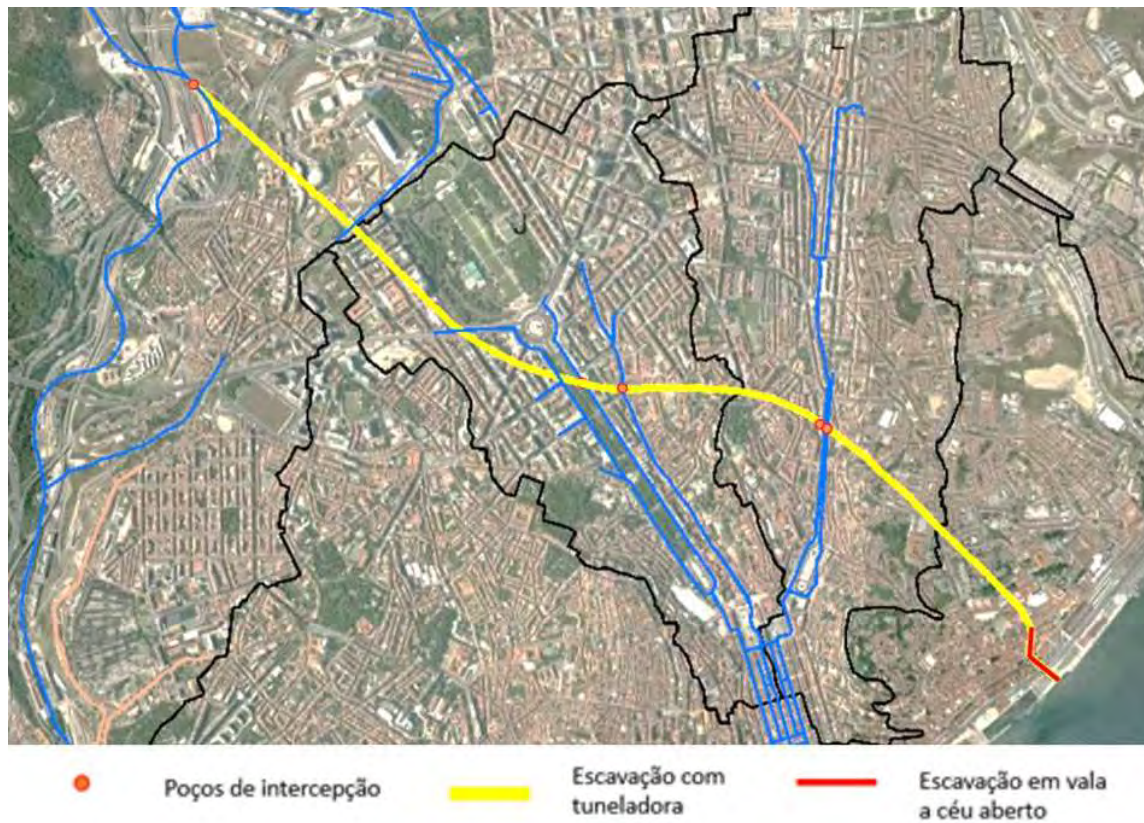 Poços de intercepção
Escavação com
tuneladora
Escavação em vala
a céu aberto